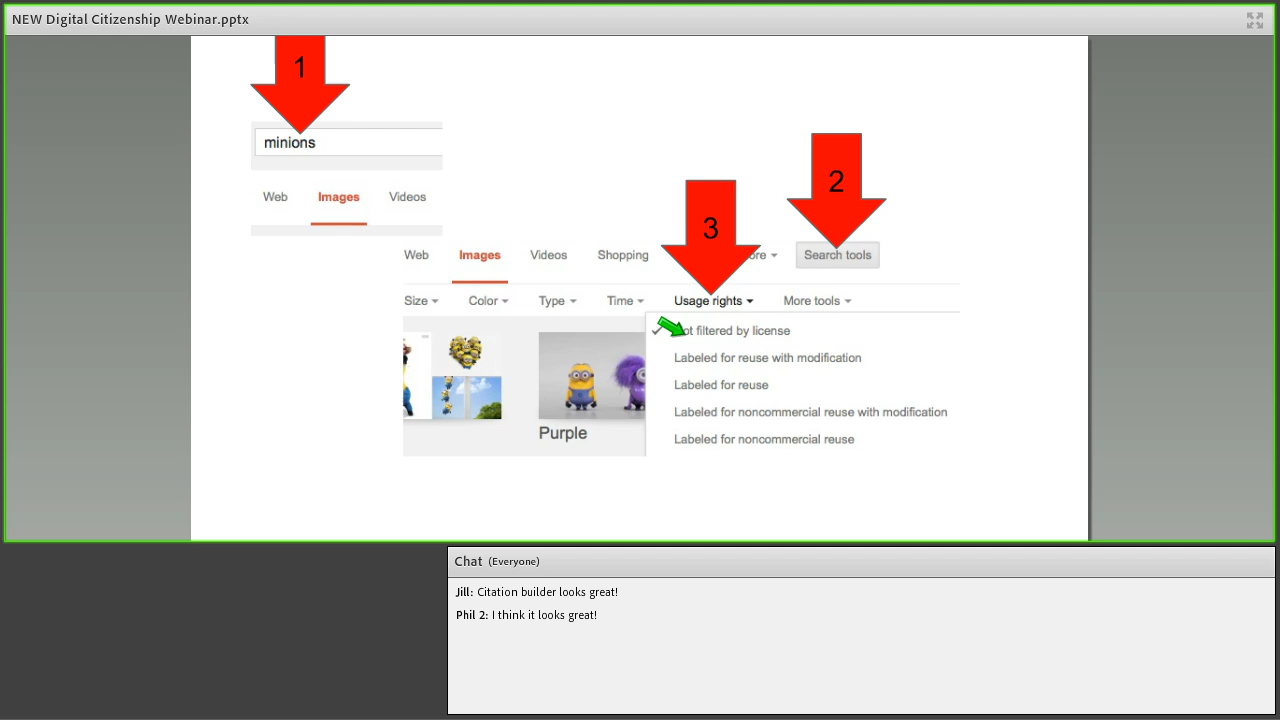 NEW Digital Citizenship Webinar.pptx
1
minions
Web Images Videos
2
3
Web Images Videos Shopping ore Search tools
Size Color Type Time Usage rights More tools
ot filtered by license
Labeled for reuse with modification
Labeled for reuse
Labeled for noncommercial reuse with modification
Labeled for noncommercial reuse
Purple
Chat (Everyone)
Jill: Citation builder looks great!
Phil 2: I think it looks great!